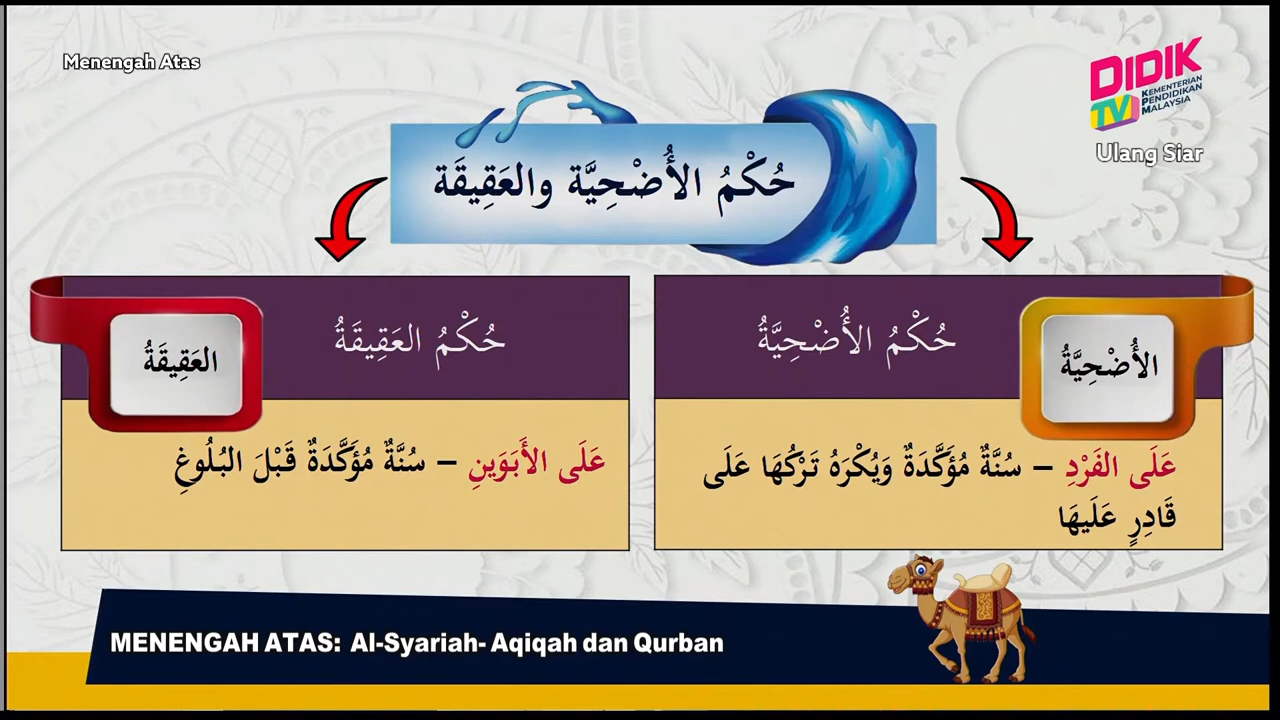 Menengah Atas
DIDIK
TV
KEMENTERIAN
PENDIDIKAN
MALAYSIA
Ulang Siar
حُكْمُ الأُضْحِيَّة والعَقِيقَة
حُكْمُ الأُضْحِيَّةُ
الأُضْحِيَّةُ
عَلَى الفَرْدِ – سُنَّةٌ مُؤَكَّدَةٌ وَيُكْرَهُ تَرْكُهَا عَلَى
قَادِرٍ عَلَيهَا
حُكْمُ العَقِيقَةُ
العَقِيقَةُ
عَلَى الأَبَوَينِ – سُنَّةٌ مُؤَكَّدَةٌ قَبْلَ البُلُوغِ
MENENGAH ATAS: Al-Syariah- Aqiqah dan Qurban